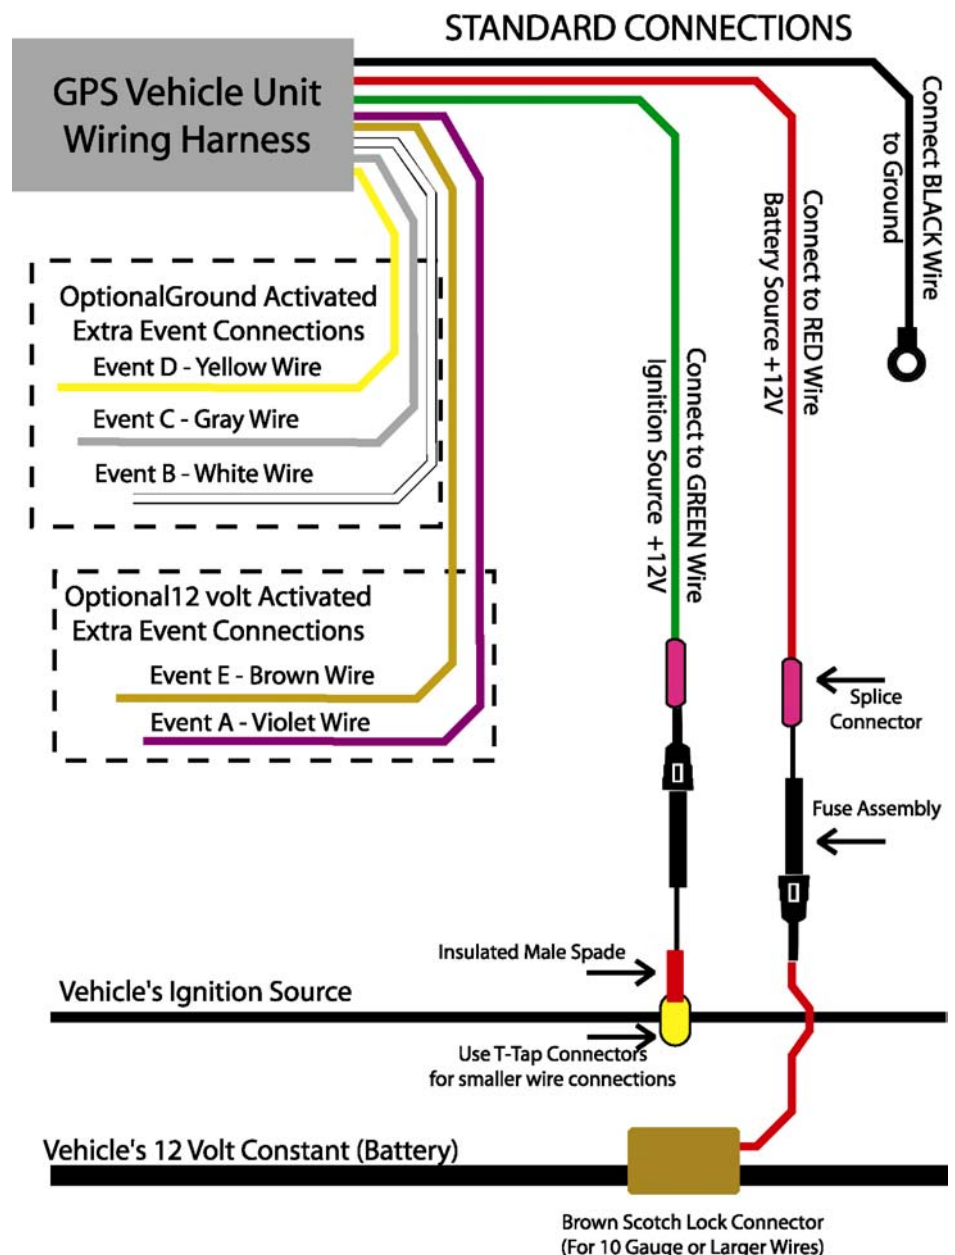 STANDARD CONNECTIONS
GPS Vehicle Unit
Wiring Harness
Connect BLACK Wire
to Ground
Connect to RED Wire
Battery Source +12V
Connect to GREEN Wire
Ignition Source +12V
OptionalGround Activated
Extra Event Connections
Event D - Yellow Wire
Event C - Gray Wire
Event B - White Wire
Optional12 volt Activated
Extra Event Connections
Event E - Brown Wire
Event A - Violet Wire
Splice
Connector
Fuse Assembly
Insulated Male Spade
Vehicle's Ignition Source
Use T-Tap Connectors
for smaller wire connections
Vehicle's 12 Volt Constant (Battery)
Brown Scotch Lock Connector
(For 10 Gauge or Larger Wires)